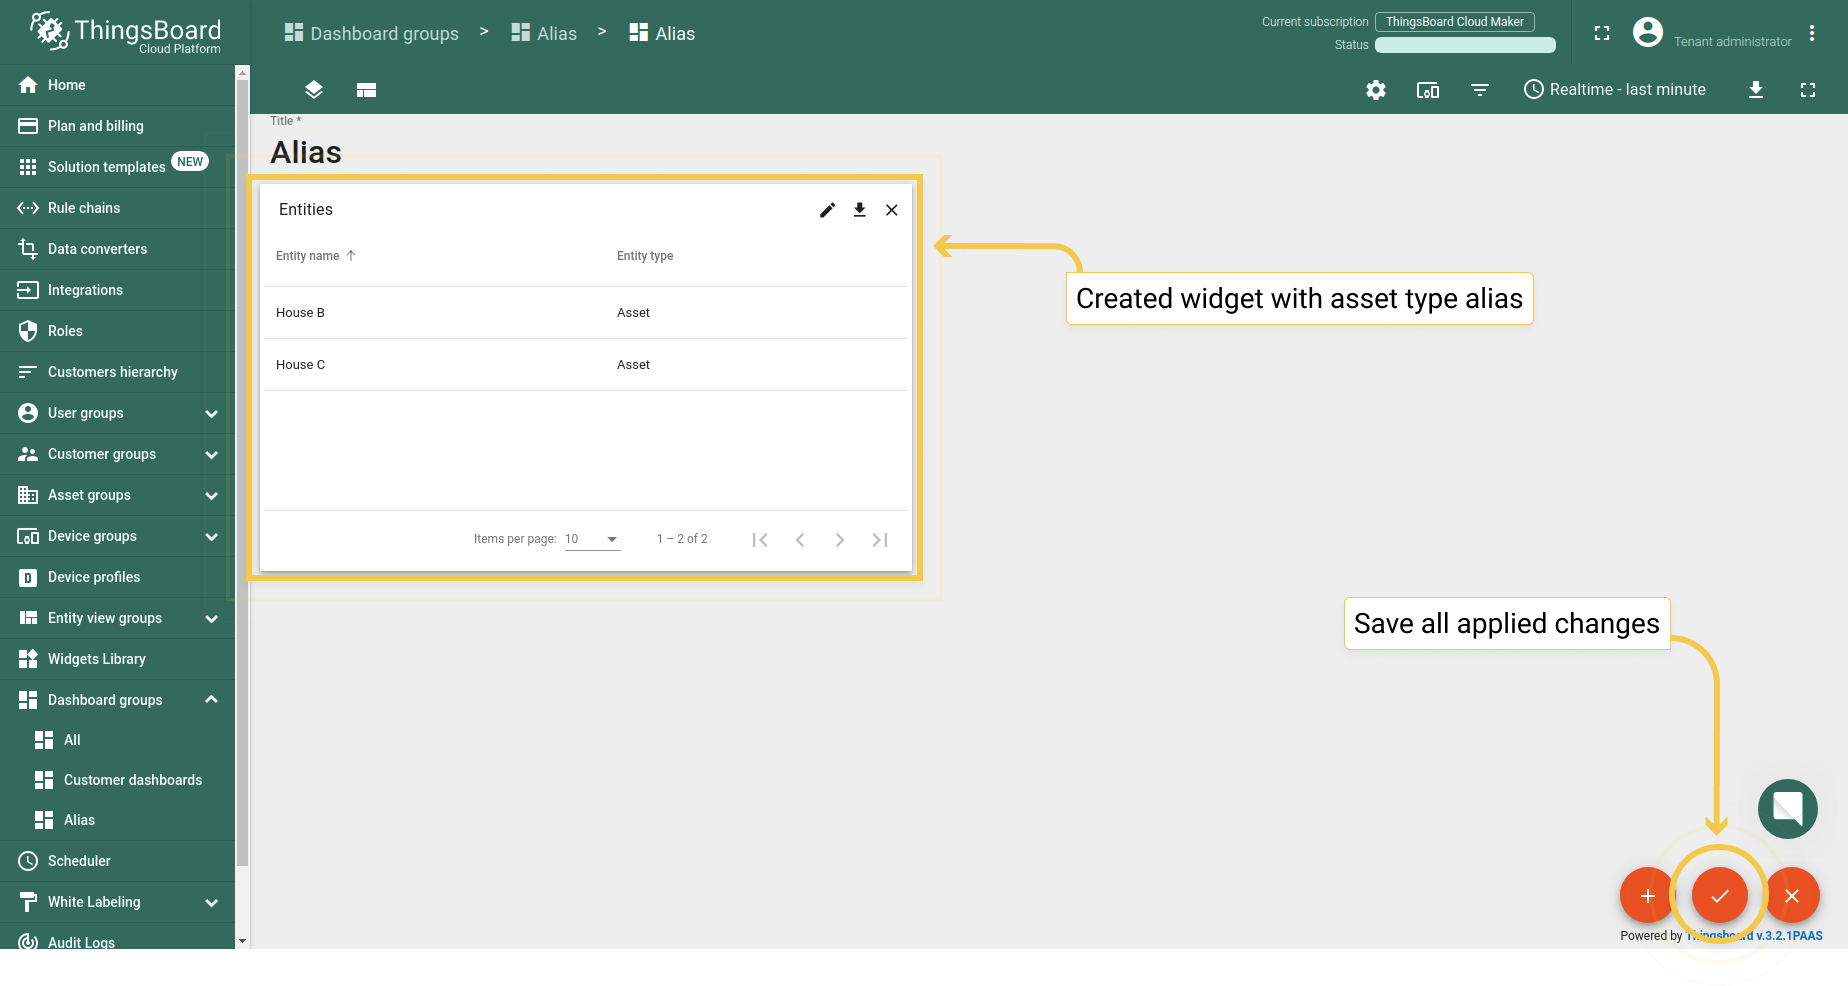 ThingsBoard
Cloud Platform
Dashboard groups > Alias > Alias
Current subscription ThingsBoard Cloud Maker
Status
Tenant administrator
Realtime - last minute
Home
Plan and billing
Solution templates NEW
Rule chains
Data converters
Integrations
Roles
Customers hierarchy
User groups
Customer groups
Asset groups
Device groups
Device profiles
Entity view groups
Widgets Library
Dashboard groups
All
Customer dashboards
Alias
Scheduler
White Labeling
Audit Logs
Title *
Alias
Entities
Entity name Entity type
House B Asset
House C Asset
Items per page: 10 1 – 2 of 2
Created widget with asset type alias
Save all applied changes
Powered by Thingsboard v.3.2.1PAAS